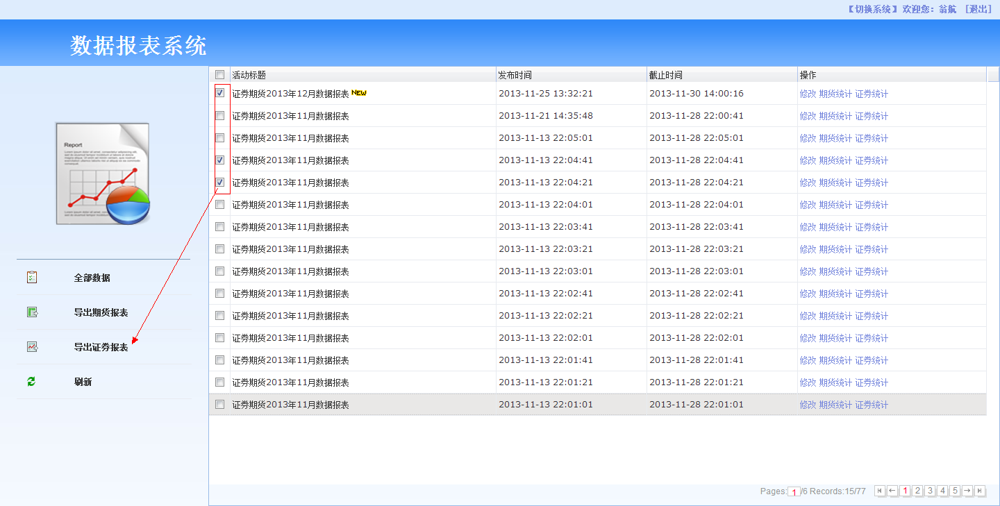 【切换系统】 欢迎您: 翁航 [退出]
数据报表系统
Report
全部数据
导出期货报表
导出证券报表
刷新
活动标题 发布时间 截止时间 操作
证券期货2013年12月数据报表 NEW 2013-11-25 13:32:21 2013-11-30 14:00:16 修改 期货统计 证券统计
证券期货2013年11月数据报表 2013-11-21 14:35:48 2013-11-28 22:00:41 修改 期货统计 证券统计
证券期货2013年11月数据报表 2013-11-13 22:05:01 2013-11-28 22:05:01 修改 期货统计 证券统计
证券期货2013年11月数据报表 2013-11-13 22:04:41 2013-11-28 22:04:41 修改 期货统计 证券统计
证券期货2013年11月数据报表 2013-11-13 22:04:21 2013-11-28 22:04:21 修改 期货统计 证券统计
证券期货2013年11月数据报表 2013-11-13 22:04:01 2013-11-28 22:04:01 修改 期货统计 证券统计
证券期货2013年11月数据报表 2013-11-13 22:03:41 2013-11-28 22:03:41 修改 期货统计 证券统计
证券期货2013年11月数据报表 2013-11-13 22:03:21 2013-11-28 22:03:21 修改 期货统计 证券统计
证券期货2013年11月数据报表 2013-11-13 22:03:01 2013-11-28 22:03:01 修改 期货统计 证券统计
证券期货2013年11月数据报表 2013-11-13 22:02:41 2013-11-28 22:02:41 修改 期货统计 证券统计
证券期货2013年11月数据报表 2013-11-13 22:02:21 2013-11-28 22:02:21 修改 期货统计 证券统计
证券期货2013年11月数据报表 2013-11-13 22:02:01 2013-11-28 22:02:01 修改 期货统计 证券统计
证券期货2013年11月数据报表 2013-11-13 22:01:41 2013-11-28 22:01:41 修改 期货统计 证券统计
证券期货2013年11月数据报表 2013-11-13 22:01:21 2013-11-28 22:01:21 修改 期货统计 证券统计
证券期货2013年11月数据报表 2013-11-13 22:01:01 2013-11-28 22:01:01 修改 期货统计 证券统计
Pages: 1 /6 Records:15/77 1 2 3 4 5